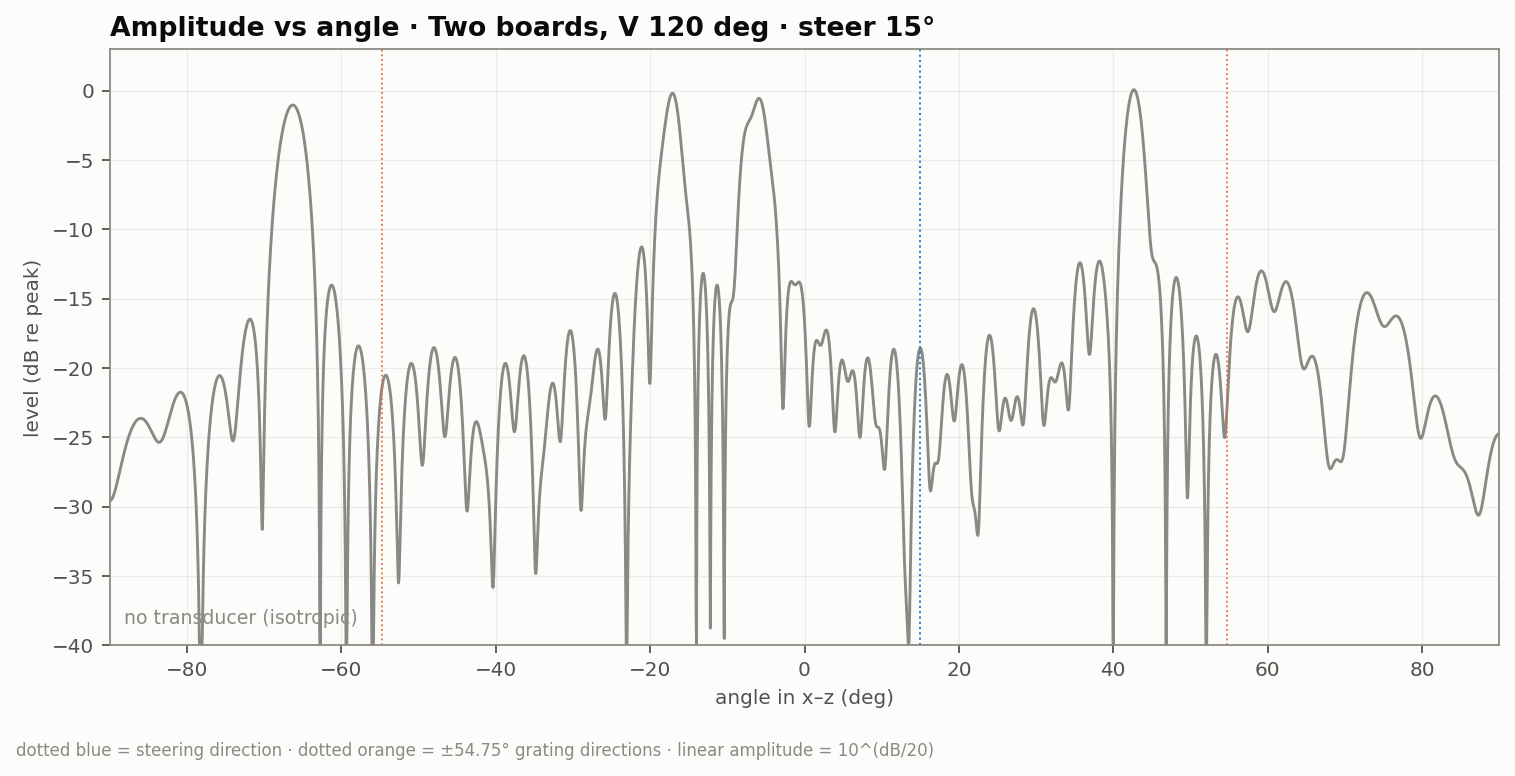 Amplitude vs angle · Two boards, V 120 deg · steer 15°
level (dB re peak)
0
−5
−10
−15
−20
−25
−30
−35
−40
no transducer (isotropic)
−80 −60 −40 −20 0 20 40 60 80
angle in x–z (deg)
dotted blue = steering direction · dotted orange = ±54.75° grating directions · linear amplitude = 10^(dB/20)